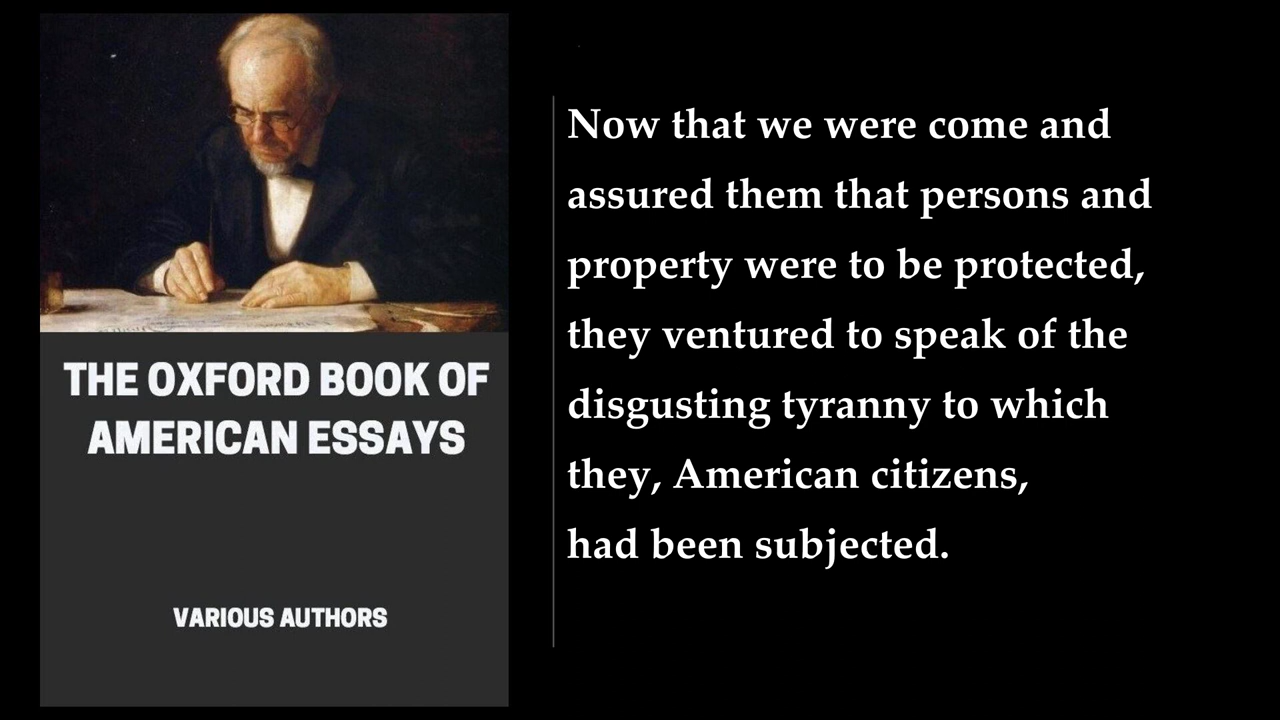 THE OXFORD BOOK OF
AMERICAN ESSAYS
VARIOUS AUTHORS
Now that we were come and
assured them that persons and
property were to be protected,
they ventured to speak of the
disgusting tyranny to which
they, American citizens,
had been subjected.